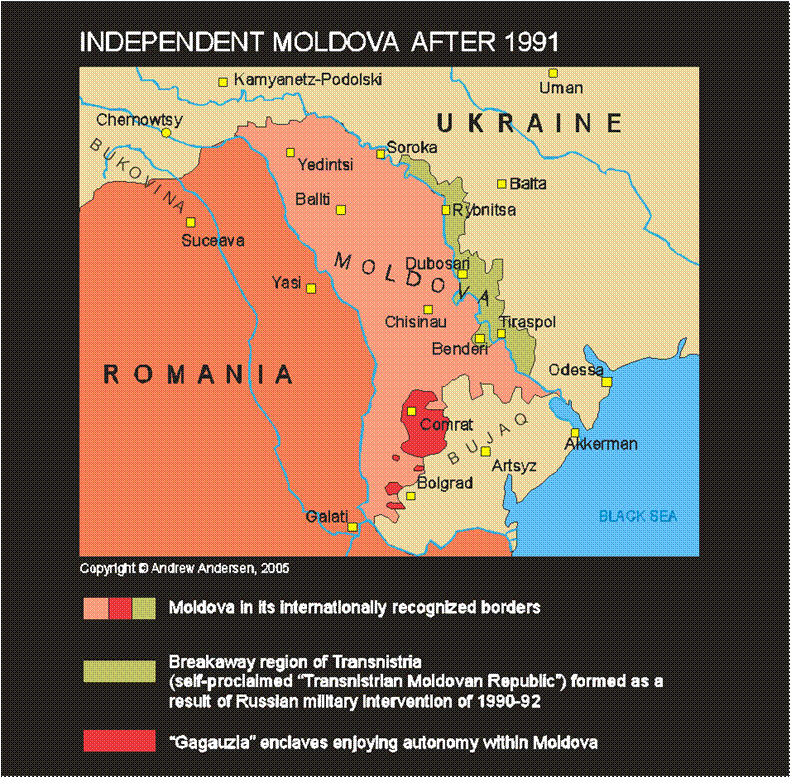 INDEPENDENT MOLDOVA AFTER 1991
Kamyanetz-Podolski
Uman
Chernowtsy
UKRAINE
BUKOVINA
Soroka
Yedintsi
Balta
Ballti
Rybnitsa
Suceava
MOLDOVA
Dubosari
Yasi
Chisinau
Tiraspol
Benderi
ROMANIA
Odessa
Comrat
BUJAQ
Akkerman
Artsyz
Bolgrad
Galati
BLACK SEA
Copyright © Andrew Andersen, 2005
Moldova in its internationally recognized borders
Breakaway region of Transnistria
(self-proclaimed “Transnistrian Moldovan Republic”) formed as a
result of Russian military intervention of 1990-92
“Gagauzia” enclaves enjoying autonomy within Moldova